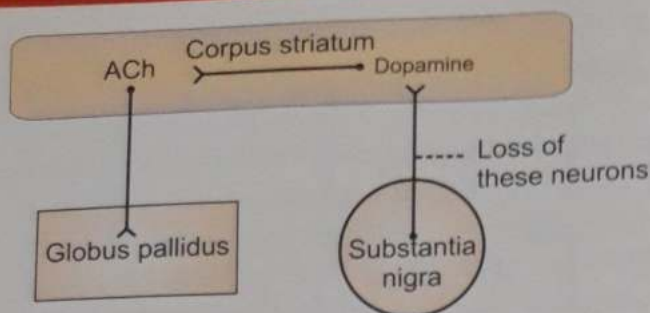 Corpus striatum
ACh
Dopamine
Loss of
these neurons
Globus pallidus
Substantia
nigra